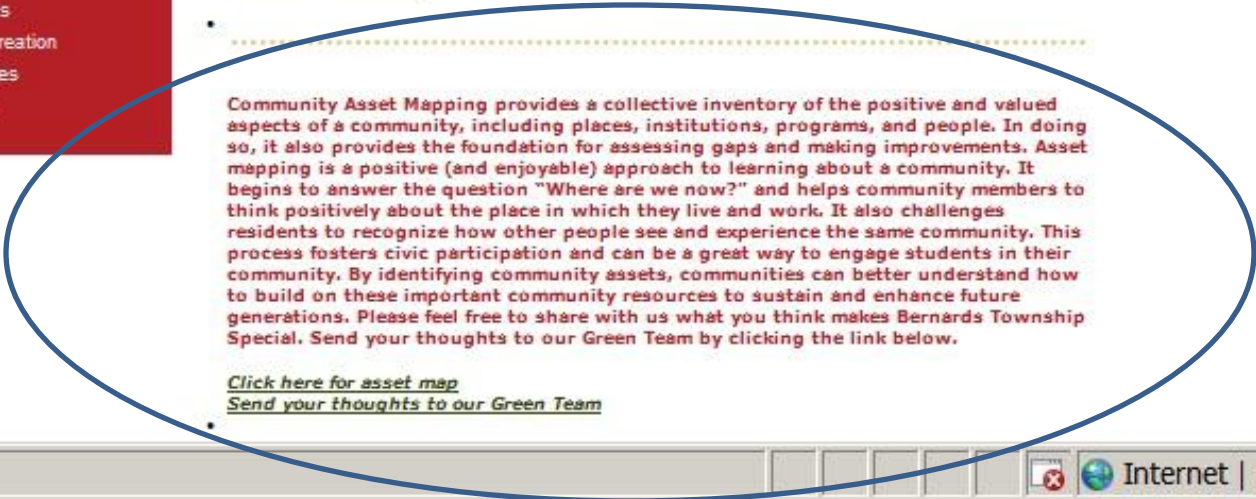 s
reation
es
Community Asset Mapping provides a collective inventory of the positive and valued
aspects of a community, including places, institutions, programs, and people. In doing
so, it also provides the foundation for assessing gaps and making improvements. Asset
mapping is a positive (and enjoyable) approach to learning about a community. It
begins to answer the question "Where are we now?" and helps community members to
think positively about the place in which they live and work. It also challenges
residents to recognize how other people see and experience the same community. This
process fosters civic participation and can be a great way to engage students in their
community. By identifying community assets, communities can better understand how
to build on these important community resources to sustain and enhance future
generations. Please feel free to share with us what you think makes Bernards Township
Special. Send your thoughts to our Green Team by clicking the link below.
Click here for asset map
Send your thoughts to our Green Team
Internet |